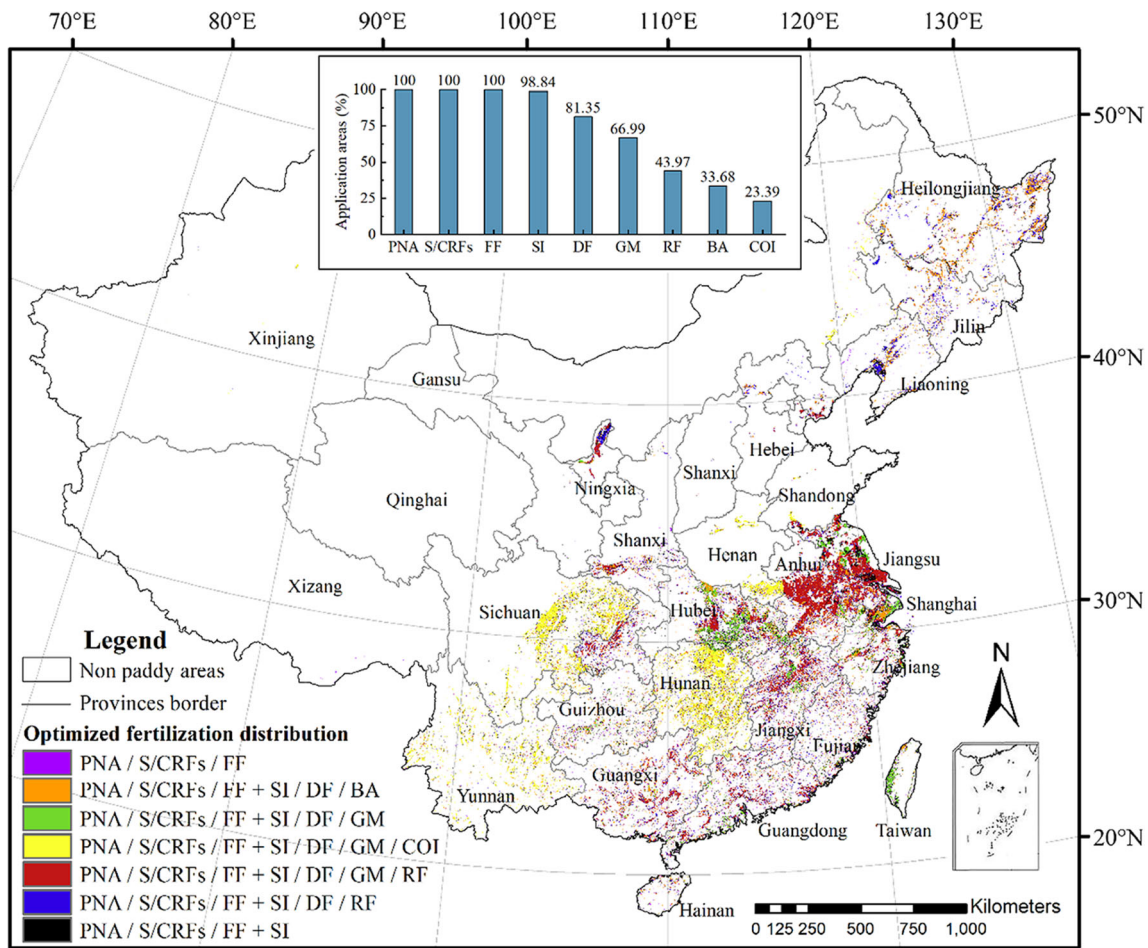 70°E 80°E 90°E 100°E 110°E 120°E 130°E
50°N
40°N
30°N
20°N
Application areas (%)
100
75
50
25
0
100 100 100 98.84 81.35 66.99 43.97 33.68 23.39
PNA S/CRFs FF SI DF GM RF BA COI
Heilongjiang
Jilin
Liaoning
Xinjiang
Gansu
Hebei
Shanxi
Ningxia
Shandong
Qinghai
Shanxi
Henan
Anhui
Jiangsu
Xizang
Sichuan
Hubei
Shanghai
Zhejiang
Hunan
Guizhou
Jiangxi
Fujian
Guangxi
Yunnan
Guangdong
Taiwan
Hainan
N
Legend
Non paddy areas
Provinces border
Optimized fertilization distribution
PNA / S/CRFs / FF
PNA / S/CRFs / FF + SI / DF / BA
PNA / S/CRFs / FF + SI / DF / GM
PNA / S/CRFs / FF + SI / DF / GM / COI
PNA / S/CRFs / FF + SI / DF / GM / RF
PNA / S/CRFs / FF + SI / DF / RF
PNA / S/CRFs / FF + SI
Kilometers
0 125 250 500 750 1,000